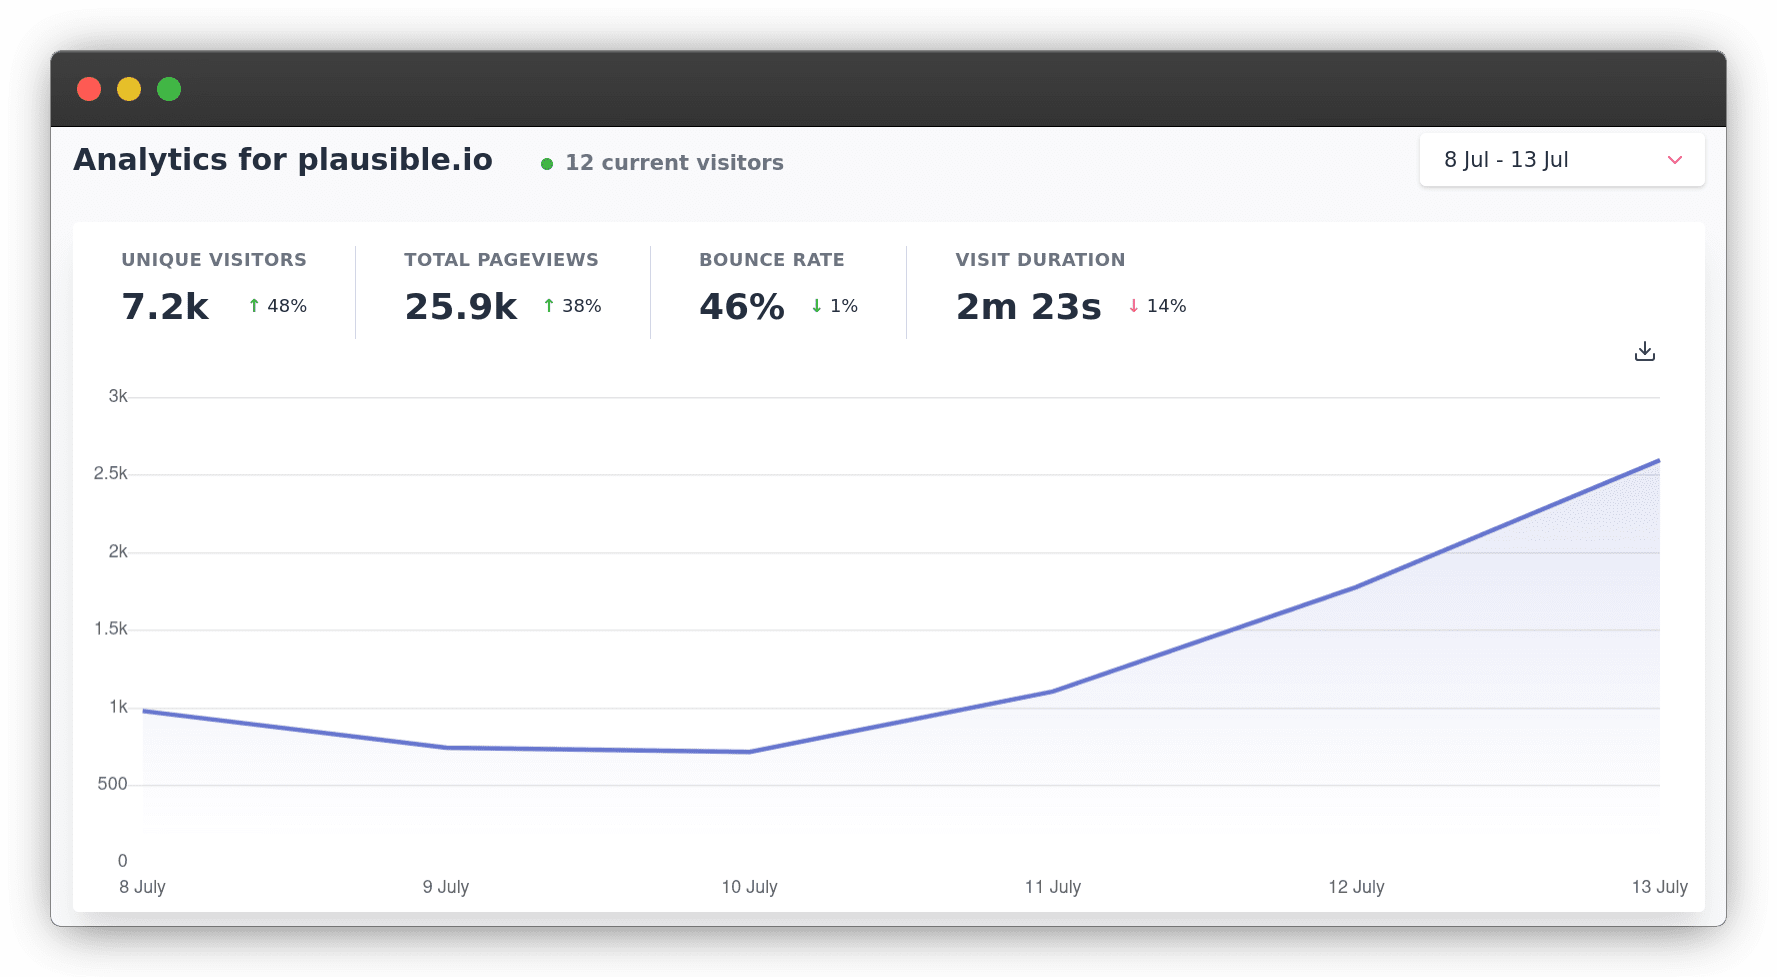 Analytics for plausible.io
12 current visitors
8 Jul - 13 Jul
UNIQUE VISITORS
7.2k ↑ 48%
TOTAL PAGEVIEWS
25.9k ↑ 38%
BOUNCE RATE
46% ↓ 1%
VISIT DURATION
2m 23s ↓ 14%
3k
2.5k
2k
1.5k
1k
500
0
8 July
9 July
10 July
11 July
12 July
13 July